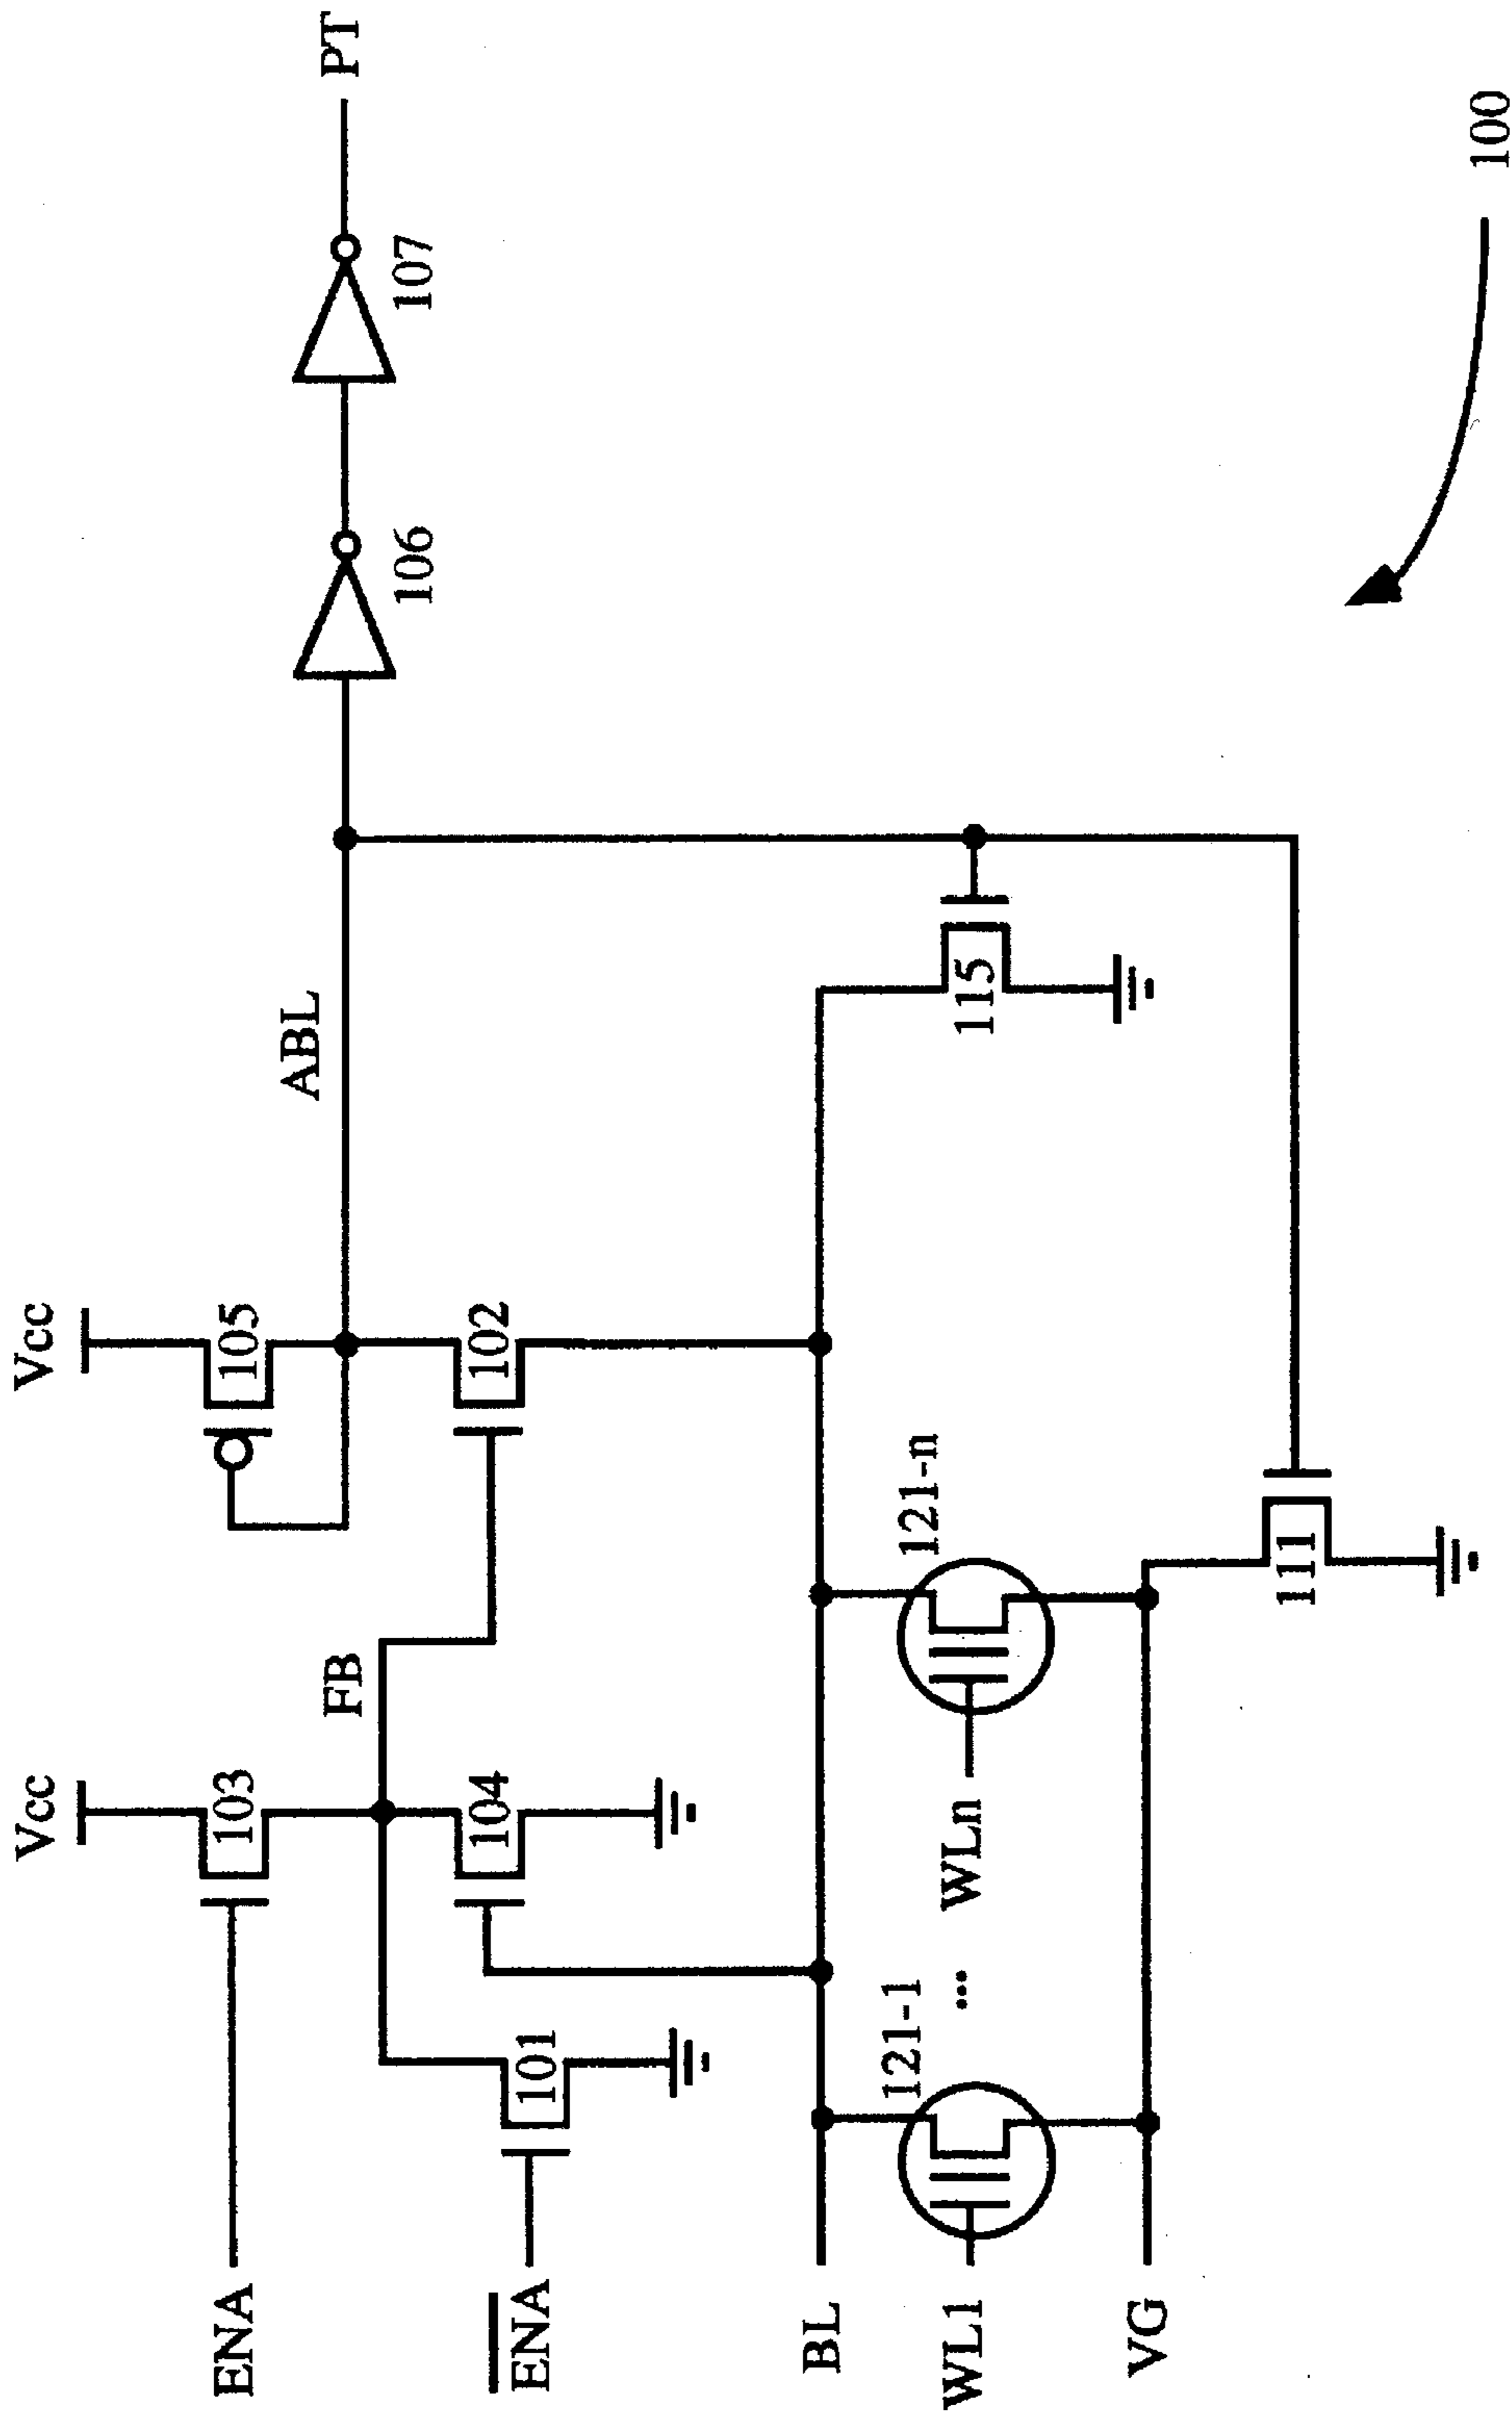 Vcc
Vcc
ENA
103
105
ABL
PT
FB
106
107
ENA
101
104
102
BL
121-1
121-n
WL1
...
WLn
115
VG
111
100